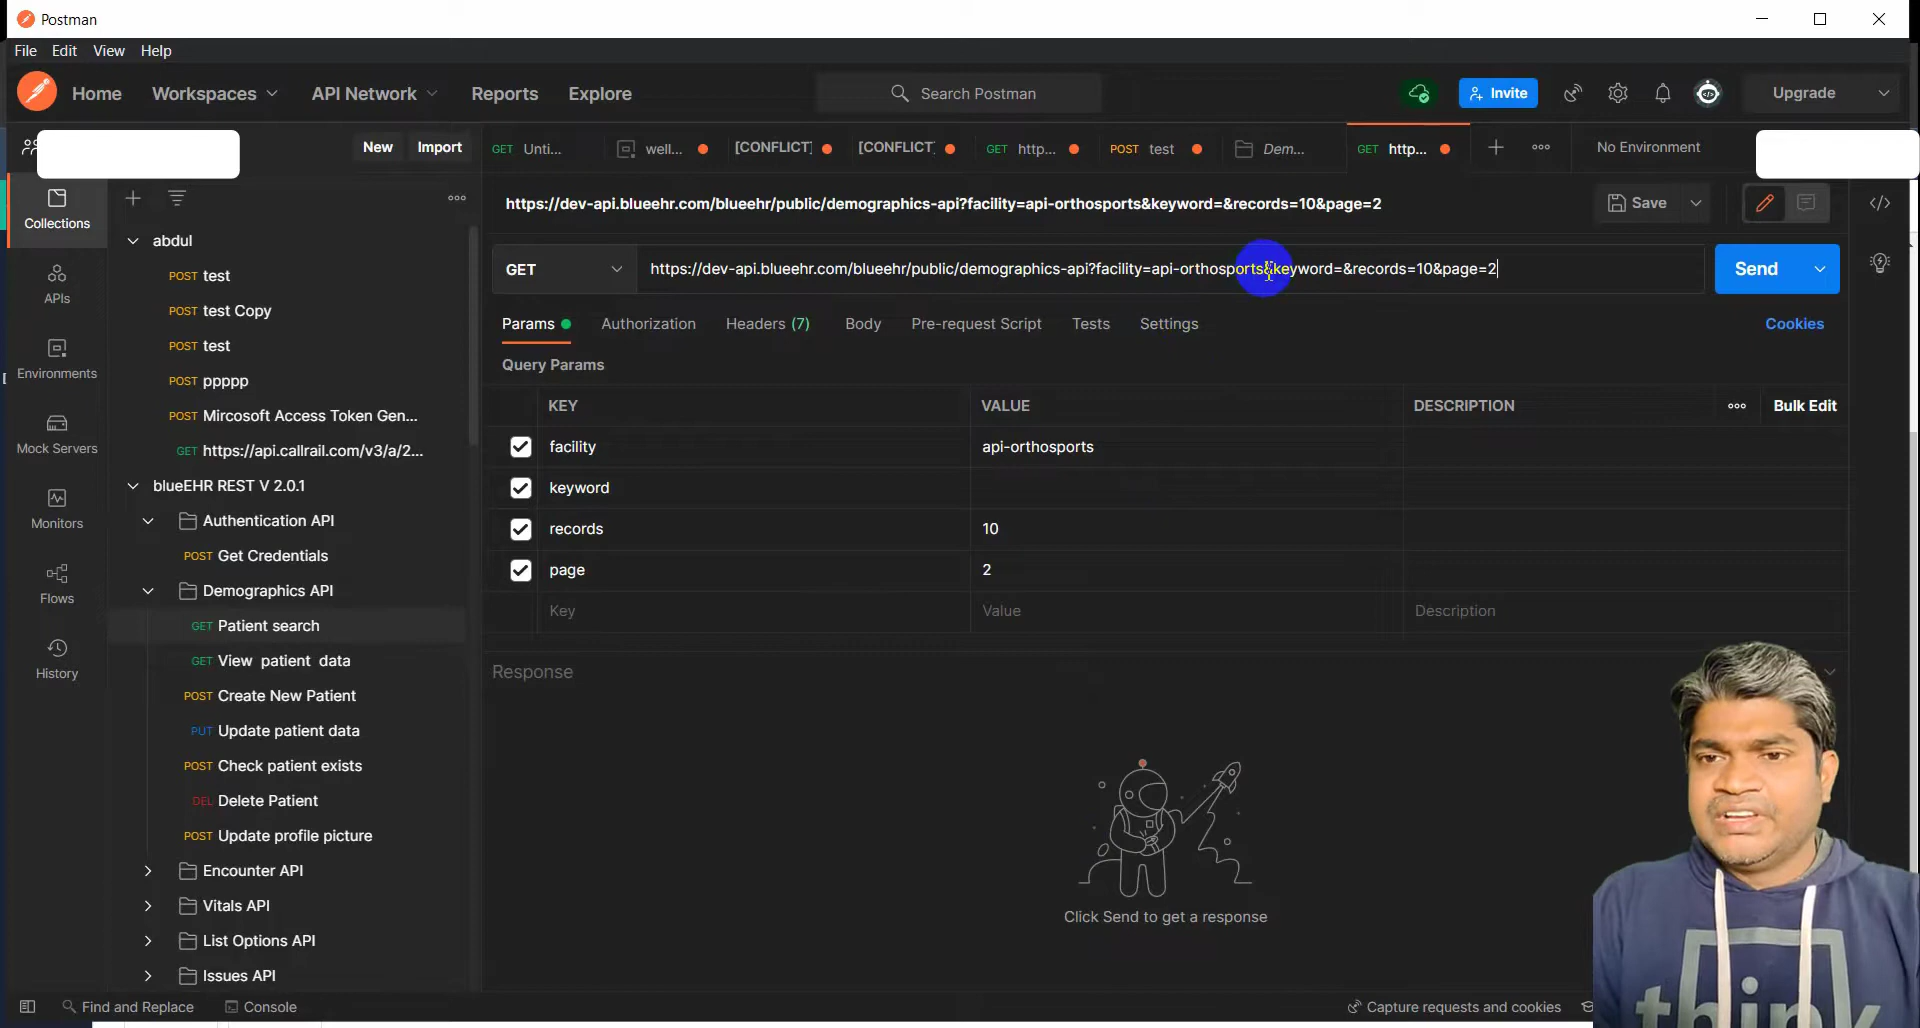 Postman
File Edit View Help
Home Workspaces API Network Reports Explore
Search Postman
Invite
Upgrade
New Import
GET Unti...
well...
[CONFLICT]
[CONFLICT]
GET http...
POST test
Dem...
GET http...
No Environment
Collections
APIs
Environments
Mock Servers
Monitors
Flows
History
abdul
POST test
POST test Copy
POST test
POST ppppp
POST Mircosoft Access Token Gen...
GET https://api.callrail.com/v3/a/2...
blueEHR REST V 2.0.1
Authentication API
POST Get Credentials
Demographics API
GET Patient search
GET View patient data
POST Create New Patient
PUT Update patient data
POST Check patient exists
DEL Delete Patient
POST Update profile picture
Encounter API
Vitals API
List Options API
Issues API
https://dev-api.blueehr.com/blueehr/public/demographics-api?facility=api-orthosports&keyword=&records=10&page=2
Save
GET
https://dev-api.blueehr.com/blueehr/public/demographics-api?facility=api-orthosports&keyword=&records=10&page=2
Send
Params Authorization Headers (7) Body Pre-request Script Tests Settings
Cookies
Query Params
KEY VALUE DESCRIPTION
Bulk Edit
facility api-orthosports
keyword
records 10
page 2
Key Value Description
Response
Click Send to get a response
Find and Replace
Console
Capture requests and cookies
think